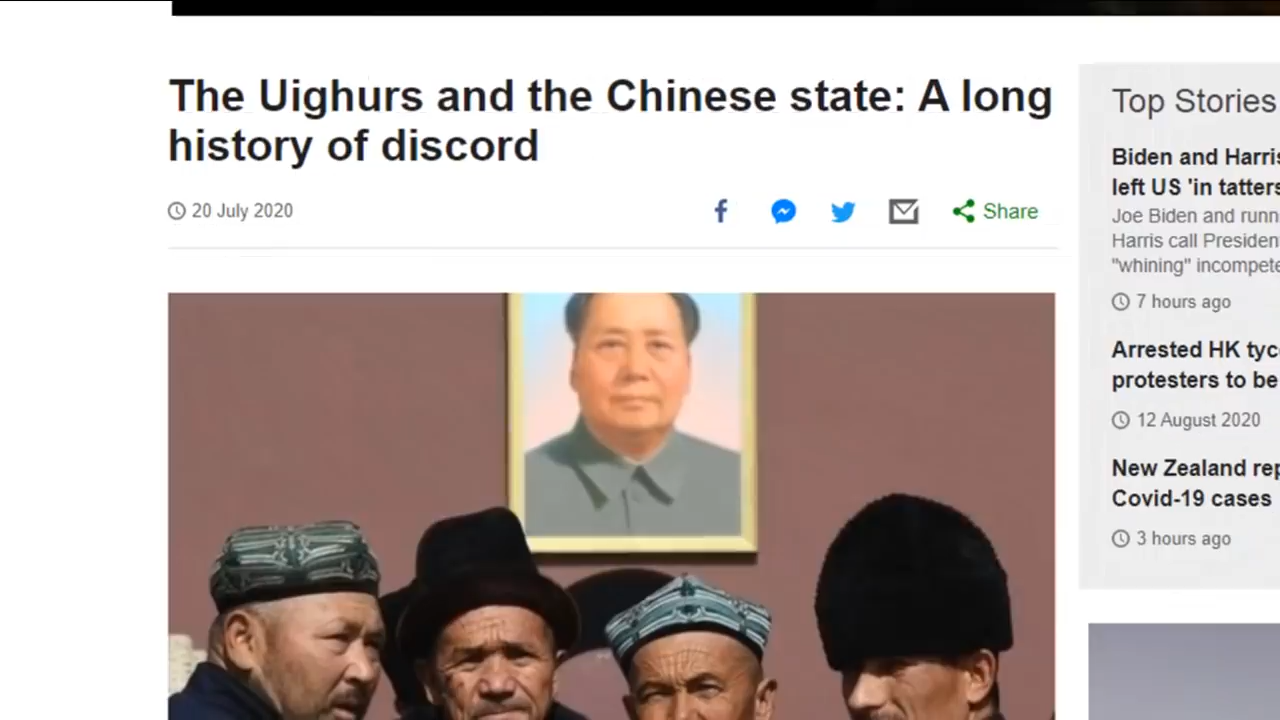 The Uighurs and the Chinese state: A long
history of discord
20 July 2020
Share
Top Stories
Biden and Harris
left US 'in tatters
Joe Biden and runn
Harris call Presiden
"whining" incompete
7 hours ago
Arrested HK tyc
protesters to be
12 August 2020
New Zealand rep
Covid-19 cases
3 hours ago